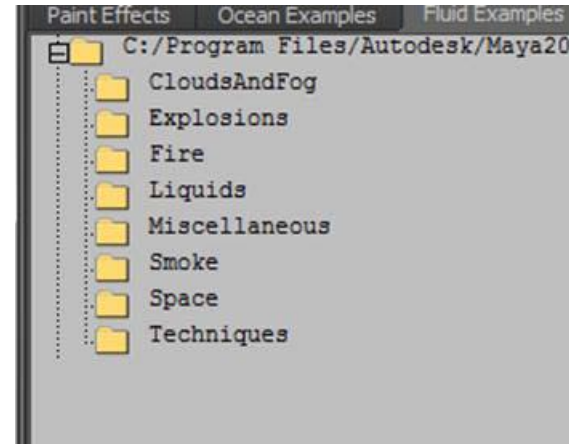 Paint Effects Ocean Examples Fluid Examples
C:/Program Files/Autodesk/Maya20
CloudsAndFog
Explosions
Fire
Liquids
Miscellaneous
Smoke
Space
Techniques